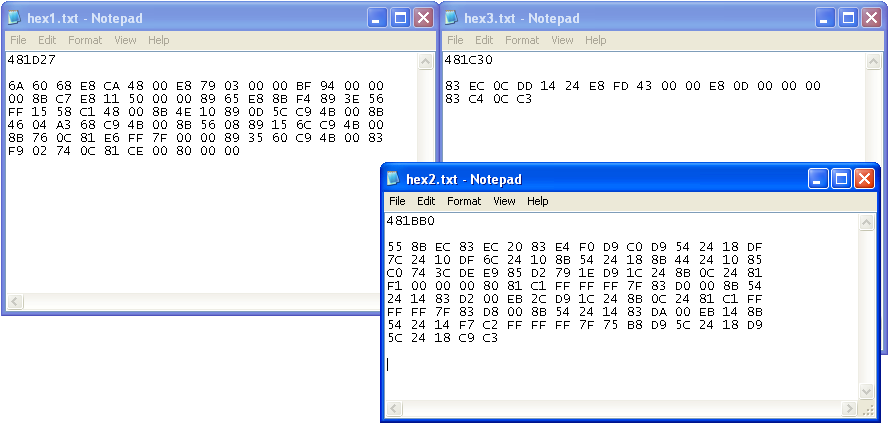 hex1.txt - Notepad
File Edit Format View Help
481D27
6A 60 68 E8 CA 48 00 E8 79 03 00 00 BF 94 00 00
00 8B C7 E8 11 50 00 00 89 65 E8 8B F4 89 3E 56
FF 15 58 C1 48 00 8B 4E 10 89 0D 5C C9 4B 00 8B
46 04 A3 68 C9 4B 00 8B 56 08 89 15 6C C9 4B 00
8B 76 0C 81 E6 FF 7F 00 00 89 35 60 C9 4B 00 83
F9 02 74 0C 81 CE 00 80 00 00
hex3.txt - Notepad
File Edit Format View Help
481C30
83 EC 0C DD 14 24 E8 FD 43 00 00 E8 0D 00 00 00
83 C4 0C C3
hex2.txt - Notepad
File Edit Format View Help
481BB0
55 8B EC 83 EC 20 83 E4 F0 D9 C0 D9 54 24 18 DF
7C 24 10 DF 6C 24 10 8B 54 24 18 8B 44 24 10 85
C0 74 3C DE E9 85 D2 79 1E D9 1C 24 8B 0C 24 81
F1 00 00 00 80 81 C1 FF FF FF 7F 83 D0 00 8B 54
24 14 83 D2 00 EB 2C D9 1C 24 8B 0C 24 81 C1 FF
FF FF 7F 83 D8 00 8B 54 24 14 83 DA 00 EB 14 8B
54 24 14 F7 C2 FF FF FF 7F 75 B8 D9 5C 24 18 D9
5C 24 18 C9 C3